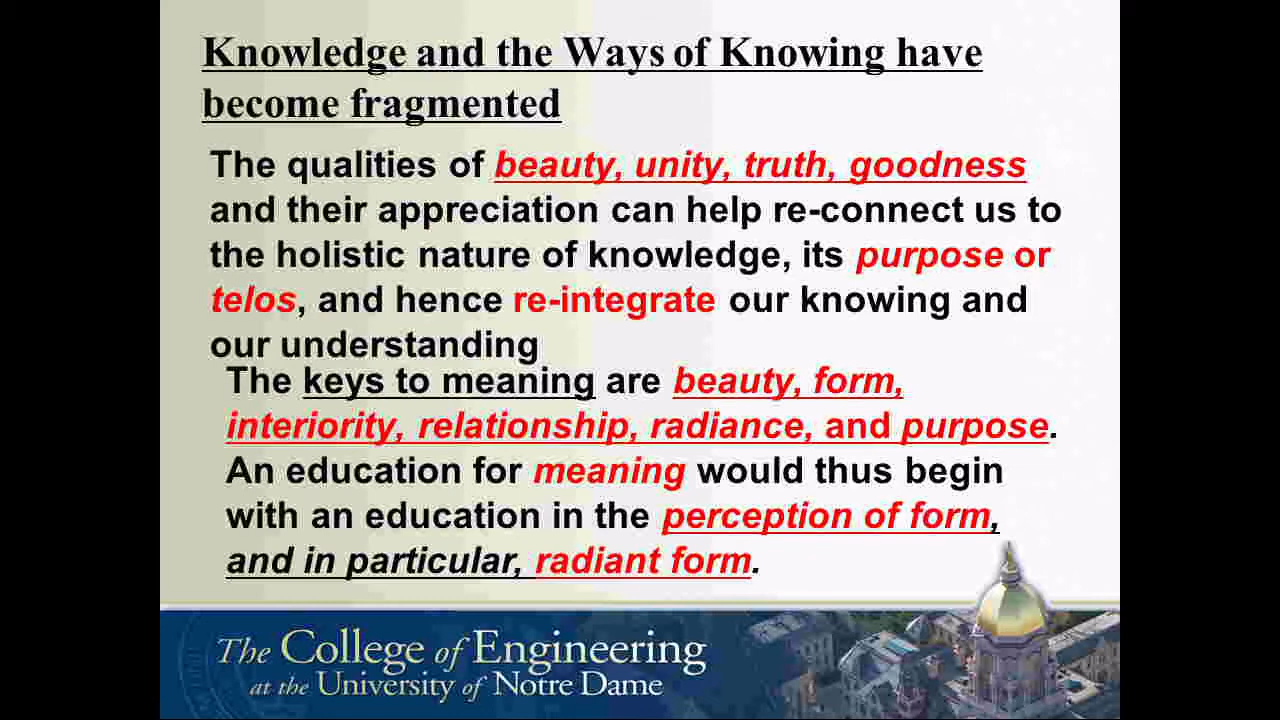 Knowledge and the Ways of Knowing have
become fragmented
The qualities of beauty, unity, truth, goodness
and their appreciation can help re-connect us to
the holistic nature of knowledge, its purpose or
telos, and hence re-integrate our knowing and
our understanding
The keys to meaning are beauty, form,
interiority, relationship, radiance, and purpose.
An education for meaning would thus begin
with an education in the perception of form,
and in particular, radiant form.
The College of Engineering
at the University of Notre Dame